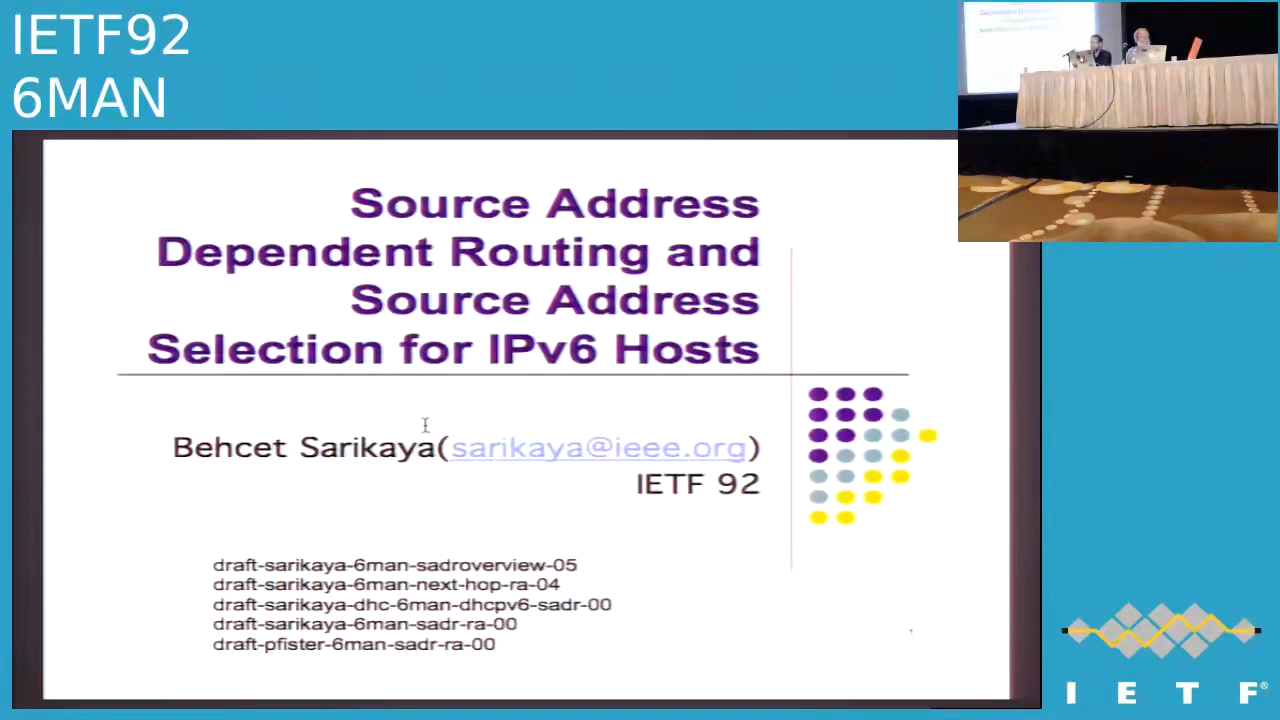 IETF92
6MAN
Source Address
Dependent Routing and
Source Address
Selection for IPv6 Hosts
Behcet Sarikaya(sarikaya@ieee.org)
IETF 92
draft-sarikaya-6man-sadroverview-05
draft-sarikaya-6man-next-hop-ra-04
draft-sarikaya-dhc-6man-dhcpv6-sadr-00
draft-sarikaya-6man-sadr-ra-00
draft-pfister-6man-sadr-ra-00
1
I E T F®